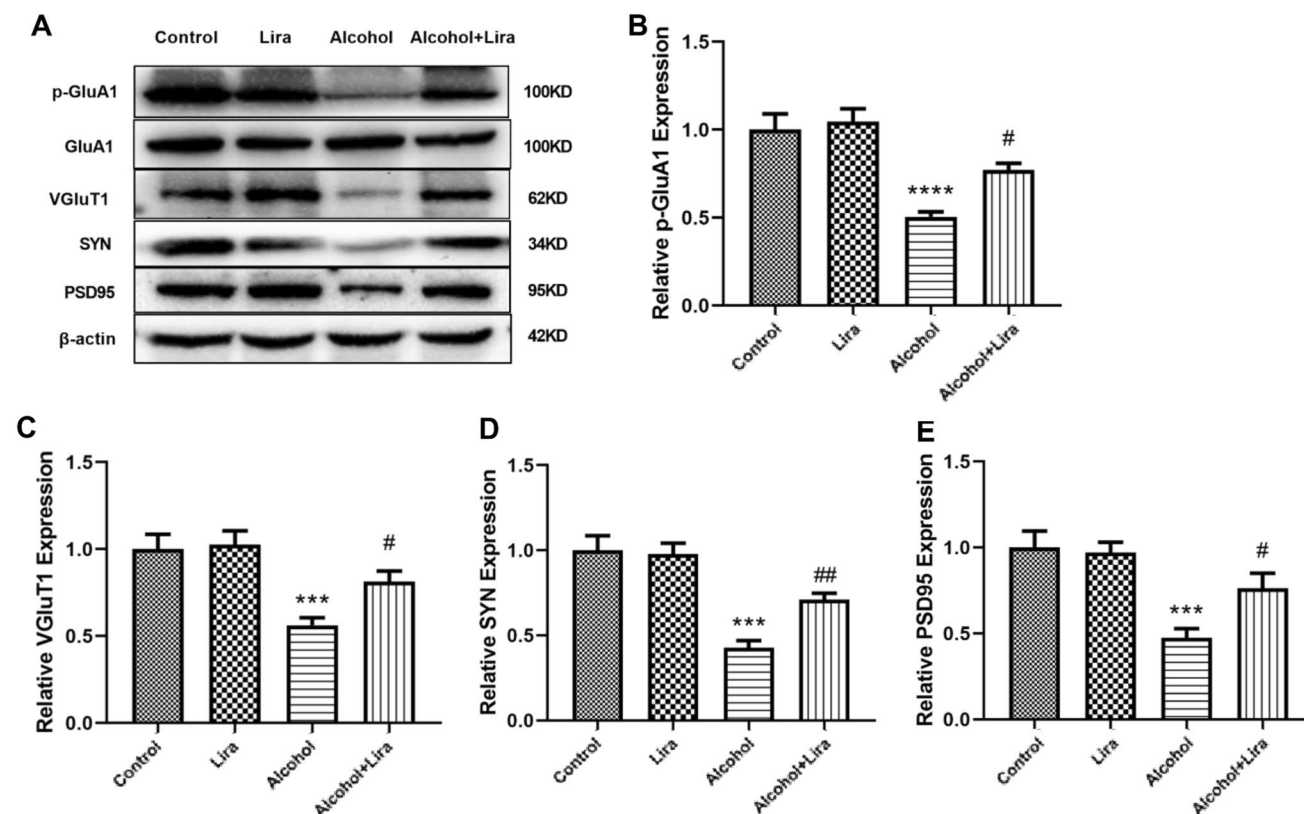 A
Control Lira Alcohol Alcohol+Lira
p-GluA1 100KD
GluA1 100KD
VGluT1 62KD
SYN 34KD
PSD95 95KD
β-actin 42KD
B
Relative p-GluA1 Expression
1.5
1.0
0.5
0.0
****
#
Control Lira Alcohol Alcohol+Lira
C
Relative VGluT1 Expression
1.5
1.0
0.5
0.0
***
#
Control Lira Alcohol Alcohol+Lira
D
Relative SYN Expression
1.5
1.0
0.5
0.0
***
##
Control Lira Alcohol Alcohol+Lira
E
Relative PSD95 Expression
1.5
1.0
0.5
0.0
***
#
Control Lira Alcohol Alcohol+Lira